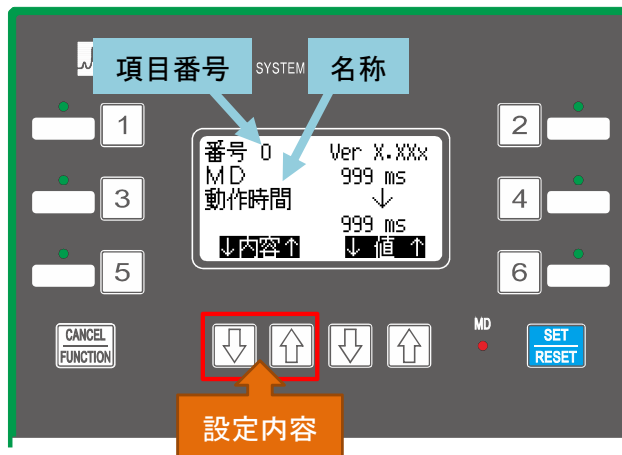 項目番号
SYSTEM
名称
1
2
番号 0 Ver X.XXx
MD 999 ms
動作時間 ↓
999 ms
↓内容↑ ↓ 値 ↑
3
4
5
6
CANCEL
FUNCTION
MD
SET
RESET
設定内容